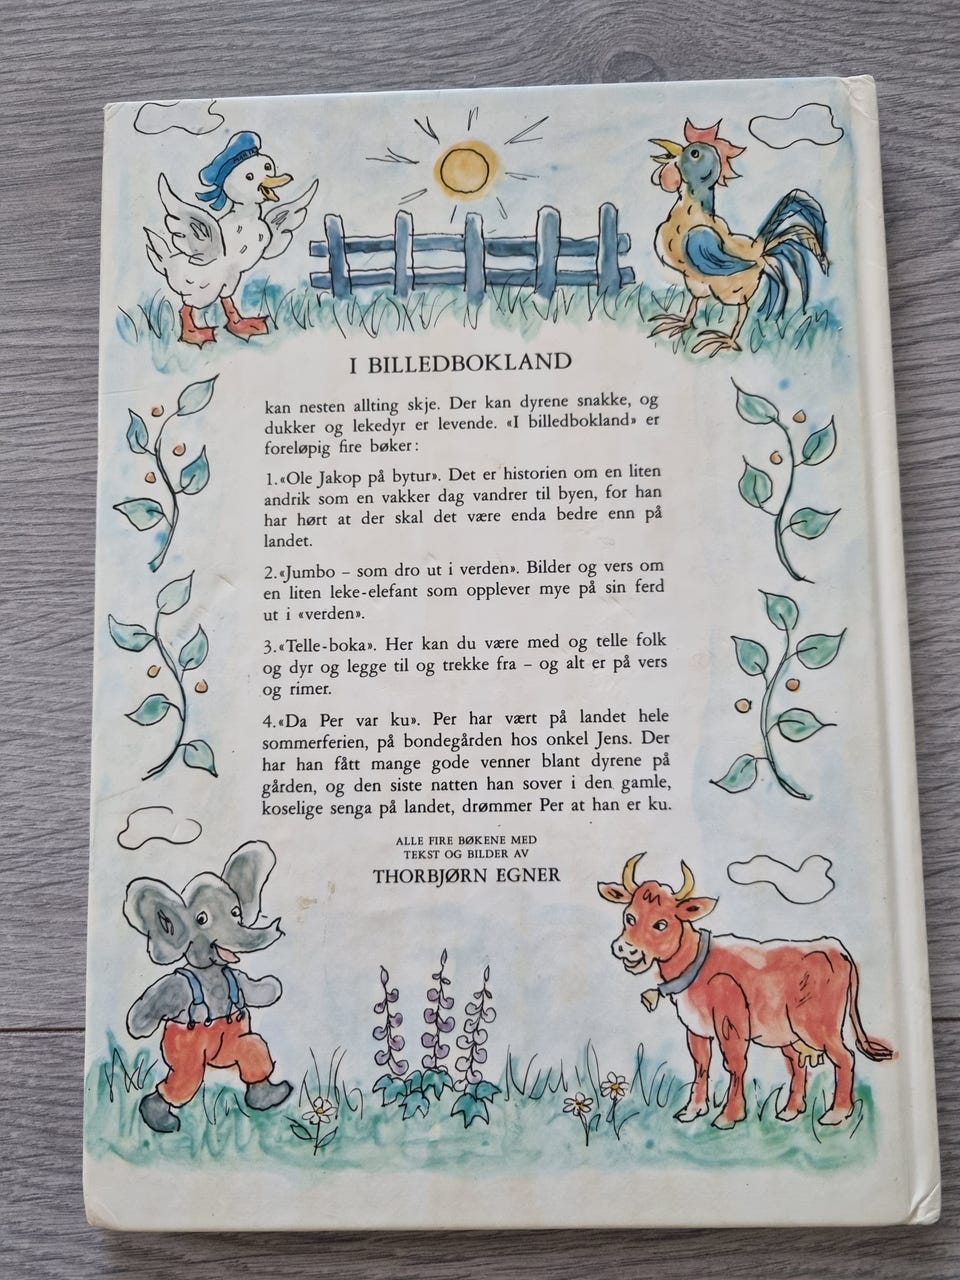 I BILLEDBOKLAND
kan nesten allting skje. Der kan dyrene snakke, og
dukker og lekedyr er levende. «I billedbokland» er
foreløpig fire bøker:
1. «Ole Jakop på bytur». Det er historien om en liten
andrik som en vakker dag vandrer til byen, for han
har hørt at der skal det være enda bedre enn på
landet.
2. «Jumbo – som dro ut i verden». Bilder og vers om
en liten leke-elefant som opplever mye på sin ferd
ut i «verden».
3. «Telle-boka». Her kan du være med og telle folk
og dyr og legge til og trekke fra – og alt er på vers
og rimer.
4. «Da Per var ku». Per har vært på landet hele
sommerferien, på bondegården hos onkel Jens. Der
har han fått mange gode venner blant dyrene på
gården, og den siste natten han sover i den gamle,
koselige senga på landet, drømmer Per at han er ku.
ALLE FIRE BØKENE MED
TEKST OG BILDER AV
THORBJØRN EGNER